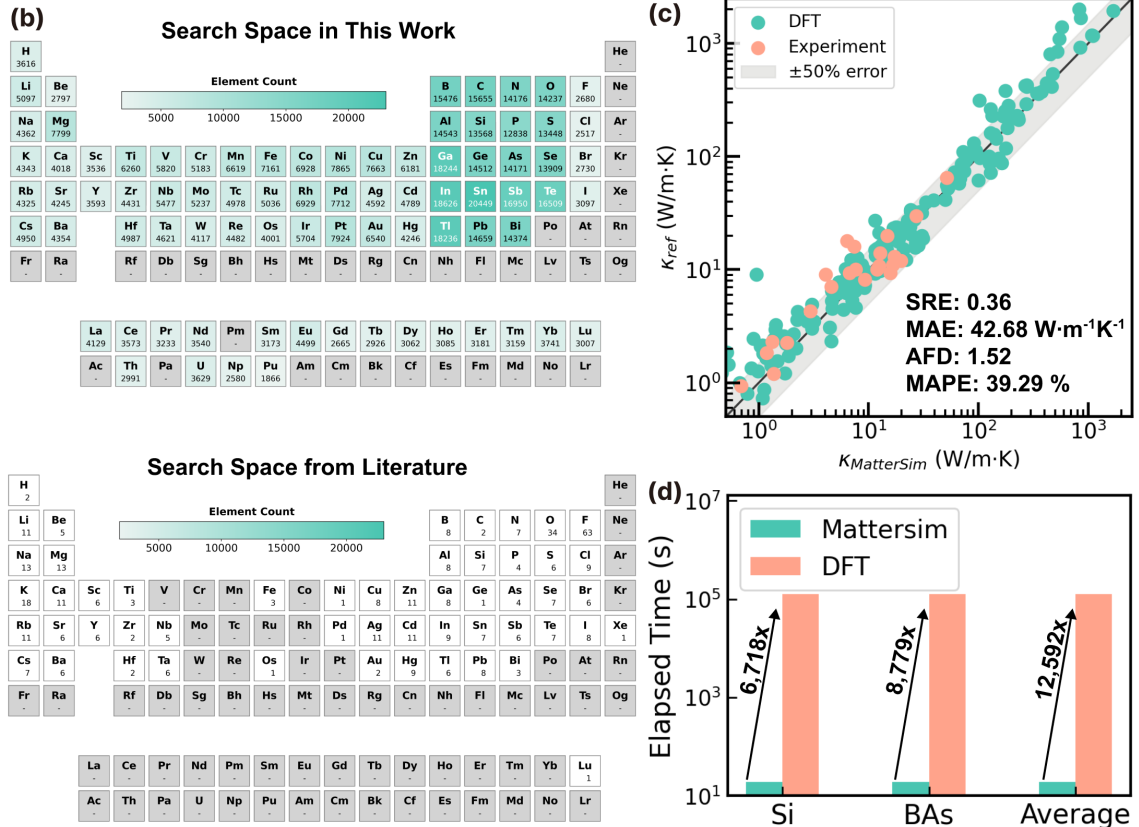 (b)
Search Space in This Work
H He
3616 -
Element Count
5000 10000 15000 20000
Li Be B C N O F Ne
5097 2797 15476 15655 14176 14237 2680 -
Na Mg Al Si P S Cl Ar
4362 7799 14543 13568 12838 13448 2517 -
K Ca Sc Ti V Cr Mn Fe Co Ni Cu Zn Ga Ge As Se Br Kr
4343 4018 3536 6260 5820 5183 6619 7161 6928 7865 7663 6181 18244 14512 14171 13909 2730 -
Rb Sr Y Zr Nb Mo Tc Ru Rh Pd Ag Cd In Sn Sb Te I Xe
4325 4245 3593 4431 5477 5237 4978 5036 6929 7712 4592 4789 18626 20449 16950 16509 3097 -
Cs Ba Hf Ta W Re Os Ir Pt Au Hg Tl Pb Bi Po At Rn
4950 4354 4987 4621 4117 4482 4001 5704 7924 6540 4246 18236 14659 14374 - - -
Fr Ra Rf Db Sg Bh Hs Mt Ds Rg Cn Nh Fl Mc Lv Ts Og
- - - - - - - - - - - - - - - - -
La Ce Pr Nd Pm Sm Eu Gd Tb Dy Ho Er Tm Yb Lu
4129 3573 3233 3540 - 3173 4499 2665 2926 3062 3085 3181 3159 3741 3007
Ac Th Pa U Np Pu Am Cm Bk Cf Es Fm Md No Lr
- 2991 - 3629 2580 1866 - - - - - - - - -
Search Space from Literature
H He
2 -
Element Count
5000 10000 15000 20000
Li Be B C N O F Ne
11 5 8 2 7 34 63 -
Na Mg Al Si P S Cl Ar
13 13 8 7 4 6 9 -
K Ca Sc Ti V Cr Mn Fe Co Ni Cu Zn Ga Ge As Se Br Kr
18 11 6 3 - - - 3 - 1 8 11 8 1 4 7 6 -
Rb Sr Y Zr Nb Mo Tc Ru Rh Pd Ag Cd In Sn Sb Te I Xe
11 6 6 2 5 - - - - 1 11 11 9 7 6 7 8 1
Cs Ba Hf Ta W Re Os Ir Pt Au Hg Tl Pb Bi Po At Rn
7 6 2 6 - - 1 - - 2 9 6 8 3 - - -
Fr Ra Rf Db Sg Bh Hs Mt Ds Rg Cn Nh Fl Mc Lv Ts Og
- - - - - - - - - - - - - - - - -
La Ce Pr Nd Pm Sm Eu Gd Tb Dy Ho Er Tm Yb Lu
- - - - - - - - - - - - - - 1
Ac Th Pa U Np Pu Am Cm Bk Cf Es Fm Md No Lr
- - - - - - - - - - - - - - -
(c)
DFT
Experiment
±50% error
10³
10²
10¹
10⁰
κref (W/m·K)
SRE: 0.36
MAE: 42.68 W·m⁻¹K⁻¹
AFD: 1.52
MAPE: 39.29 %
10⁰ 10¹ 10² 10³
κMatterSim (W/m·K)
(d)
Mattersim
DFT
10⁷
10⁵
10³
10¹
Elapsed Time (s)
6,718x
8,779x
12,592x
Si BAs Average